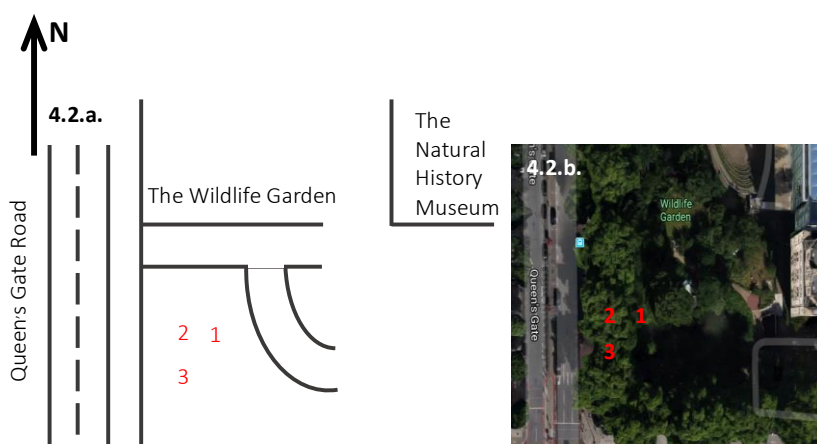 N
4.2.a.
The
Natural
History
Museum
The Wildlife Garden
Queen's Gate Road
2 1
3
4.2.b.
Wildlife
Garden
Queen's Gate
2 1
3